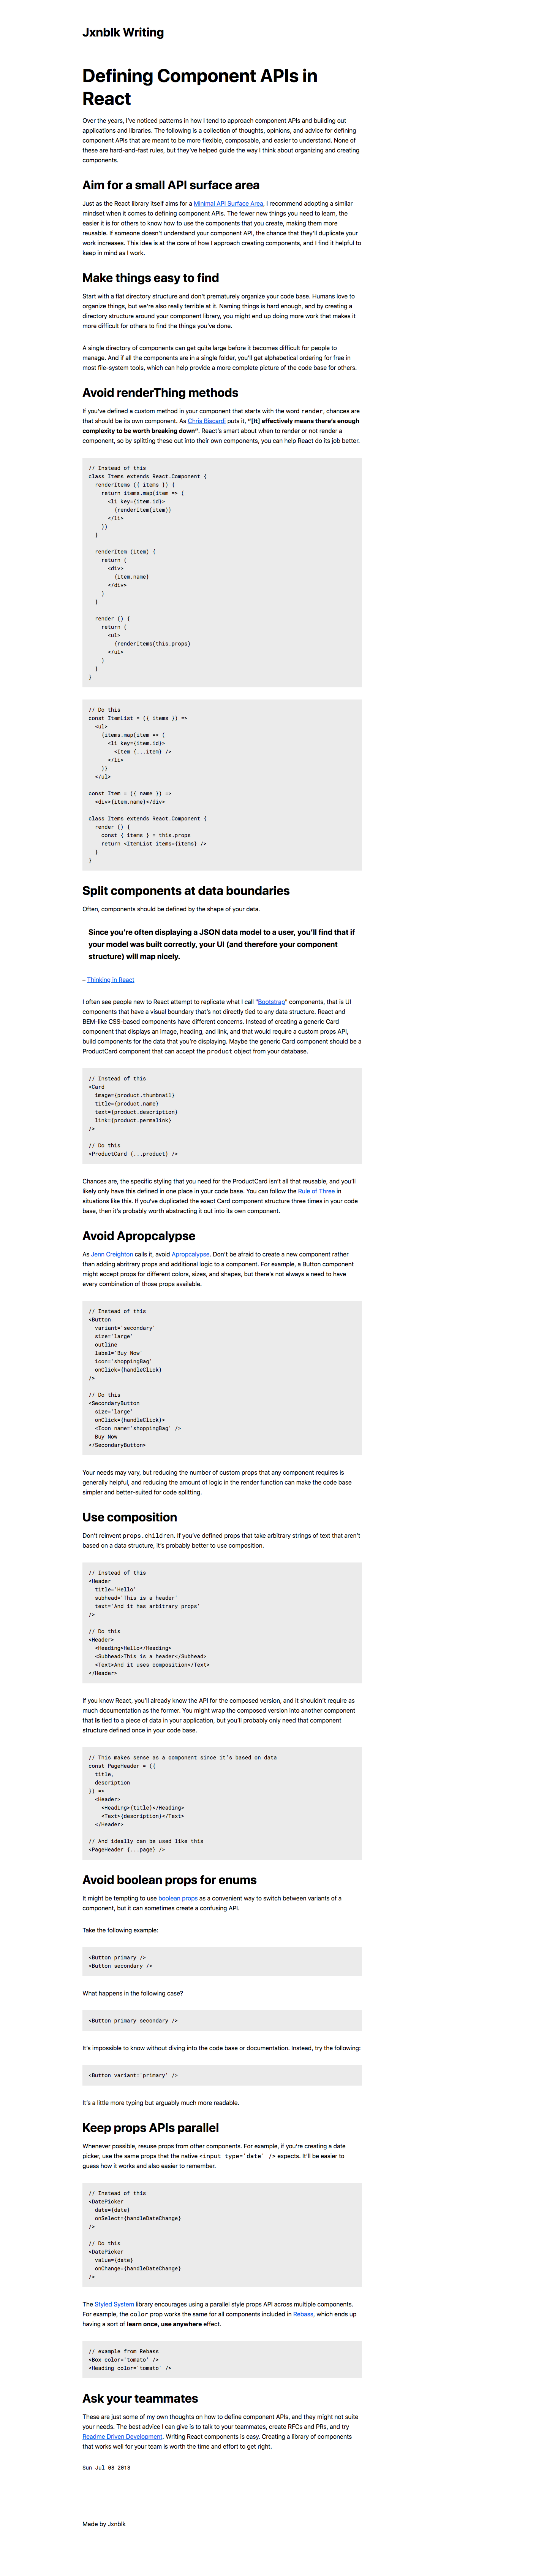 Jxnblk Writing
Defining Component APIs in
React
Over the years, I've noticed patterns in how I tend to approach component APIs and building out
applications and libraries. The following is a collection of thoughts, opinions, and advice for defining
component APIs that are meant to be more flexible, composable, and easier to understand. None of
these are hard-and-fast rules, but they've helped guide the way I think about organizing and creating
components.
Aim for a small API surface area
Just as the React library itself aims for a Minimal API Surface Area, I recommend adopting a similar
mindset when it comes to defining component APIs. The fewer new things you need to learn, the
easier it is for others to know how to use the components that you create, making them more
reusable. If someone doesn't understand your component API, the chance that they'll duplicate your
work increases. This idea is at the core of how I approach creating components, and I find it helpful to
keep in mind as I work.
Make things easy to find
Start with a flat directory structure and don't prematurely organize your code base. Humans love to
organize things, but we're also really terrible at it. Naming things is hard enough, and by creating a
directory structure around your component library, you might end up doing more work that makes it
more difficult for others to find the things you've done.
A single directory of components can get quite large before it becomes difficult for people to
manage. And if all the components are in a single folder, you'll get alphabetical ordering for free in
most file-system tools, which can help provide a more complete picture of the code base for others.
Avoid renderThing methods
If you've defined a custom method in your component that starts with the word render, chances are
that should be its own component. As Chris Biscardi puts it, "[It] effectively means there's enough
complexity to be worth breaking down". React's smart about when to render or not render a
component, so by splitting these out into their own components, you can help React do its job better.
// Instead of this
class Items extends React.Component {
renderItems ({ items }) {
return items.map(item => (
<li key={item.id}>
{renderItem(item)}
</li>
))
}
renderItem (item) {
return (
<div>
{item.name}
</div>
)
}
render () {
return (
<ul>
{renderItems(this.props)
</ul>
)
}
}
// Do this
const ItemList = ({ items }) =>
<ul>
{items.map(item => (
<li key={item.id}>
<Item {...item} />
</li>
)}
</ul>
const Item = ({ name }) =>
<div>{item.name}</div>
class Items extends React.Component {
render () {
const { items } = this.props
return <ItemList items={items} />
}
}
Split components at data boundaries
Often, components should be defined by the shape of your data.
Since you're often displaying a JSON data model to a user, you'll find that if
your model was built correctly, your UI (and therefore your component
structure) will map nicely.
– Thinking in React
I often see people new to React attempt to replicate what I call "Bootstrap" components, that is UI
components that have a visual boundary that's not directly tied to any data structure. React and
BEM-like CSS-based components have different concerns. Instead of creating a generic Card
component that displays an image, heading, and link, and that would require a custom props API,
build components for the data that you're displaying. Maybe the generic Card component should be a
ProductCard component that can accept the product object from your database.
// Instead of this
<Card
image={product.thumbnail}
title={product.name}
text={product.description}
link={product.permalink}
/>
// Do this
<ProductCard {...product} />
Chances are, the specific styling that you need for the ProductCard isn't all that reusable, and you'll
likely only have this defined in one place in your code base. You can follow the Rule of Three in
situations like this. If you've duplicated the exact Card component structure three times in your code
base, then it's probably worth abstracting it out into its own component.
Avoid Apropcalypse
As Jenn Creighton calls it, avoid Apropcalypse. Don't be afraid to create a new component rather
than adding abritrary props and additional logic to a component. For example, a Button component
might accept props for different colors, sizes, and shapes, but there's not always a need to have
every combination of those props available.
// Instead of this
<Button
variant='secondary'
size='large'
outline
label='Buy Now'
icon='shoppingBag'
onClick={handleClick}
/>
// Do this
<SecondaryButton
size='large'
onClick={handleClick}>
<Icon name='shoppingBag' />
Buy Now
</SecondaryButton>
Your needs may vary, but reducing the number of custom props that any component requires is
generally helpful, and reducing the amount of logic in the render function can make the code base
simpler and better-suited for code splitting.
Use composition
Don't reinvent props.children. If you've defined props that take arbitrary strings of text that aren't
based on a data structure, it's probably better to use composition.
// Instead of this
<Header
title='Hello'
subhead='This is a header'
text='And it has arbitrary props'
/>
// Do this
<Header>
<Heading>Hello</Heading>
<Subhead>This is a header</Subhead>
<Text>And it uses composition</Text>
</Header>
If you know React, you'll already know the API for the composed version, and it shouldn't require as
much documentation as the former. You might wrap the composed version into another component
that is tied to a piece of data in your application, but you'll probably only need that component
structure defined once in your code base.
// This makes sense as a component since it's based on data
const PageHeader = ({
title,
description
}) =>
<Header>
<Heading>{title}</Heading>
<Text>{description}</Text>
</Header>
// And ideally can be used like this
<PageHeader {...page} />
Avoid boolean props for enums
It might be tempting to use boolean props as a convenient way to switch between variants of a
component, but it can sometimes create a confusing API.
Take the following example:
<Button primary />
<Button secondary />
What happens in the following case?
<Button primary secondary />
It's impossible to know without diving into the code base or documentation. Instead, try the following:
<Button variant='primary' />
It's a little more typing but arguably much more readable.
Keep props APIs parallel
Whenever possible, resuse props from other components. For example, if you're creating a date
picker, use the same props that the native <input type='date' /> expects. It'll be easier to
guess how it works and also easier to remember.
// Instead of this
<DatePicker
date={date}
onSelect={handleDateChange}
/>
// Do this
<DatePicker
value={date}
onChange={handleDateChange}
/>
The Styled System library encourages using a parallel style props API across multiple components.
For example, the color prop works the same for all components included in Rebass, which ends up
having a sort of learn once, use anywhere effect.
// example from Rebass
<Box color='tomato' />
<Heading color='tomato' />
Ask your teammates
These are just some of my own thoughts on how to define component APIs, and they might not suite
your needs. The best advice I can give is to talk to your teammates, create RFCs and PRs, and try
Readme Driven Development. Writing React components is easy. Creating a library of components
that works well for your team is worth the time and effort to get right.
Sun Jul 08 2018
Made by Jxnblk